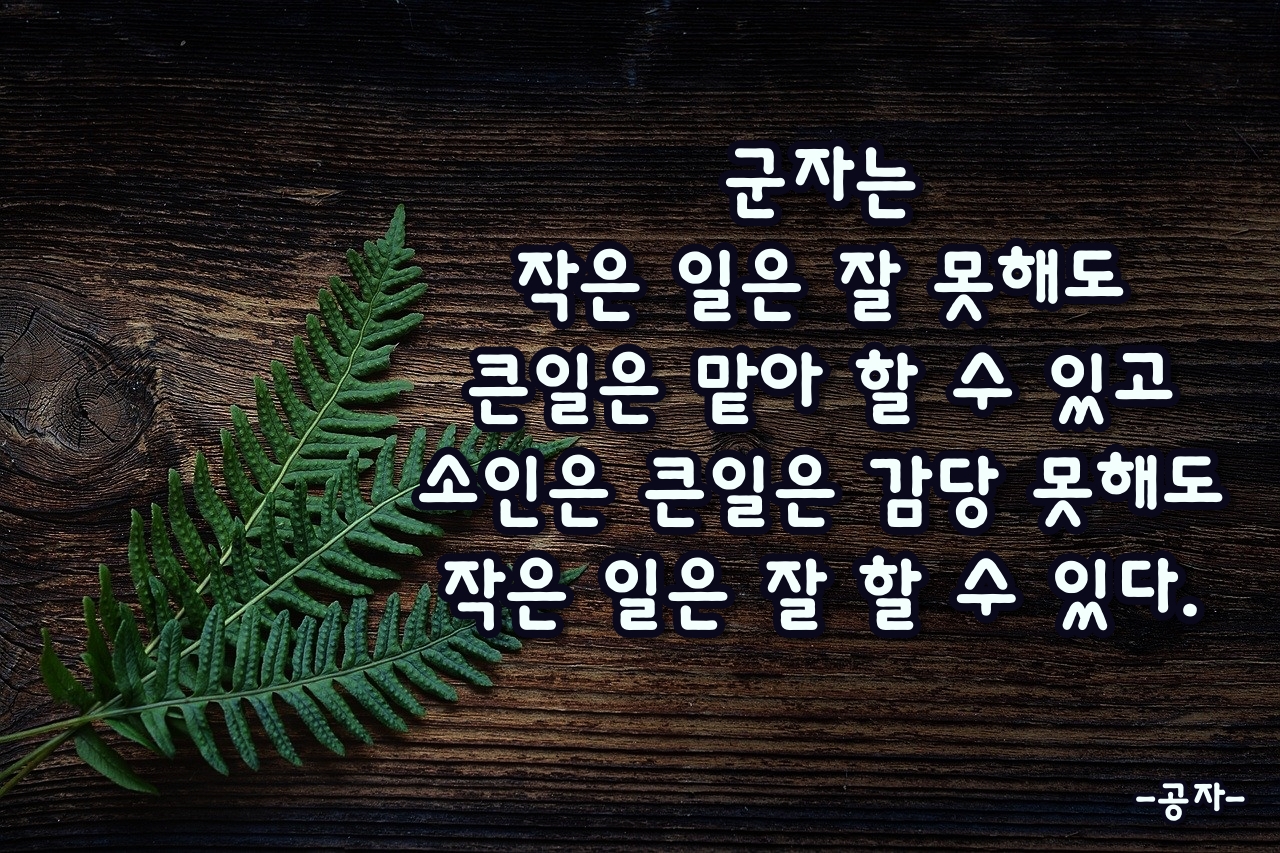 군자는
작은 일은 잘 못해도
큰일은 맡아 할 수 있고
소인은 큰일은 감당 못해도
작은 일은 잘 할 수 있다.
-공자-